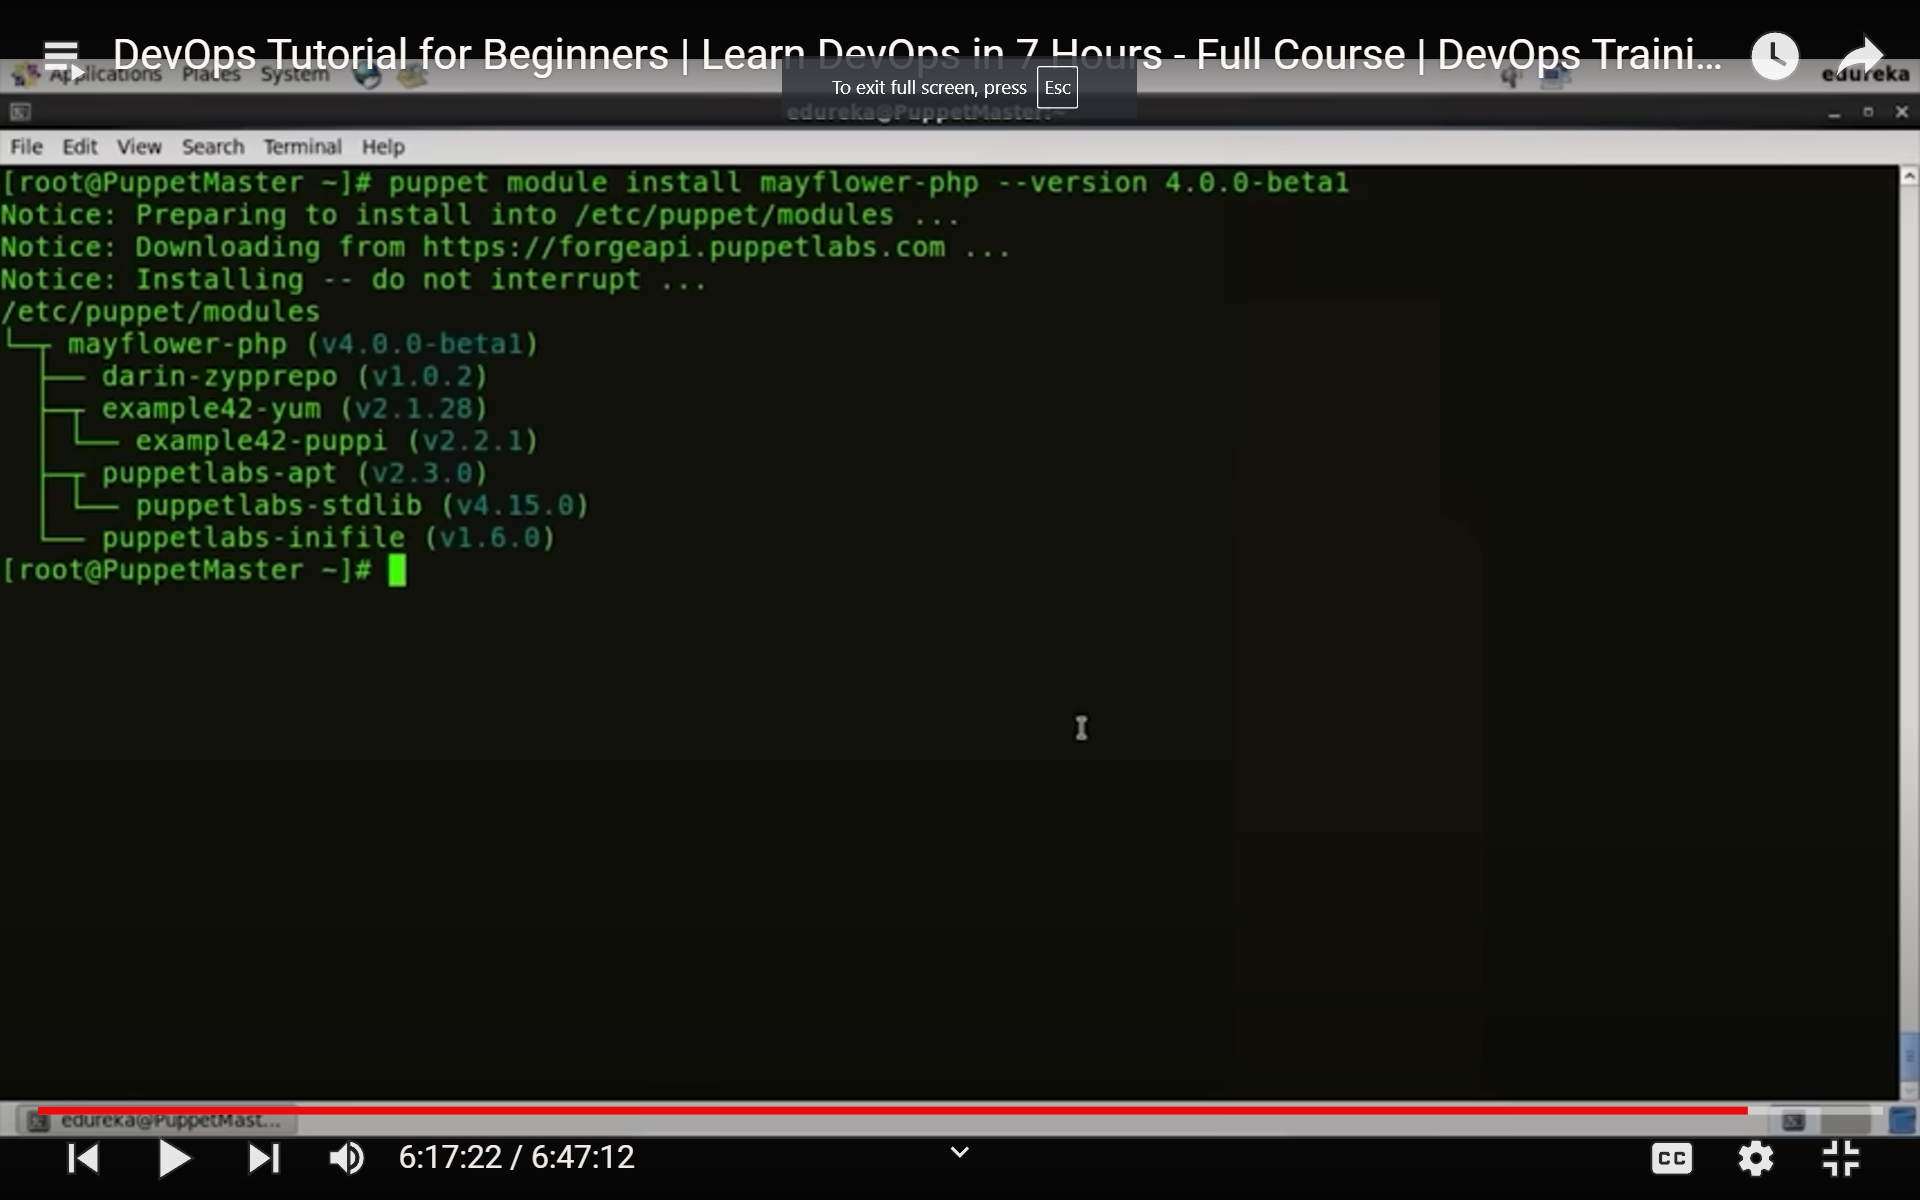 DevOps Tutorial for Beginners | Learn DevOps in 7 Hours - Full Course | DevOps Traini...
Applications Places System edureka
To exit full screen, press Esc
edureka@PuppetMaster:~
File Edit View Search Terminal Help
[root@PuppetMaster ~]# puppet module install mayflower-php --version 4.0.0-beta1
Notice: Preparing to install into /etc/puppet/modules ...
Notice: Downloading from https://forgeapi.puppetlabs.com ...
Notice: Installing -- do not interrupt ...
/etc/puppet/modules
└─┬ mayflower-php (v4.0.0-beta1)
  ├── darin-zypprepo (v1.0.2)
  ├─┬ example42-yum (v2.1.28)
  │ └── example42-puppi (v2.2.1)
  ├─┬ puppetlabs-apt (v2.3.0)
  │ └── puppetlabs-stdlib (v4.15.0)
  └── puppetlabs-inifile (v1.6.0)
[root@PuppetMaster ~]#
edureka@PuppetMast...
6:17:22 / 6:47:12
CC